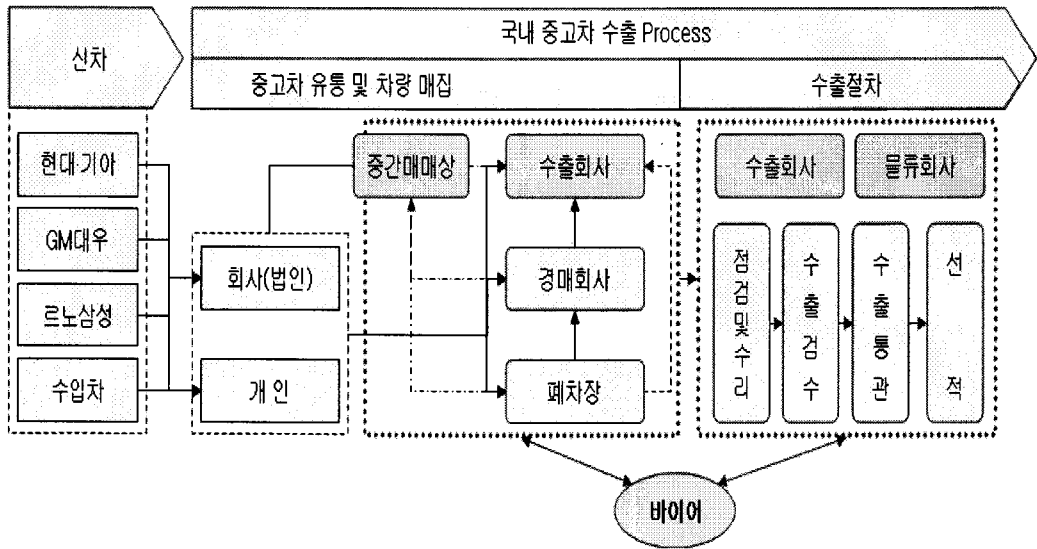 신차
국내 중고차 수출 Process
중고차 유통 및 차량 매집
수출절차
현대·기아
GM대우
르노삼성
수입차
회사(법인)
개인
중간매매상
수출회사
경매회사
폐차장
수출회사
물류회사
점검및수리
수출검수
수출통관
선적
바이어